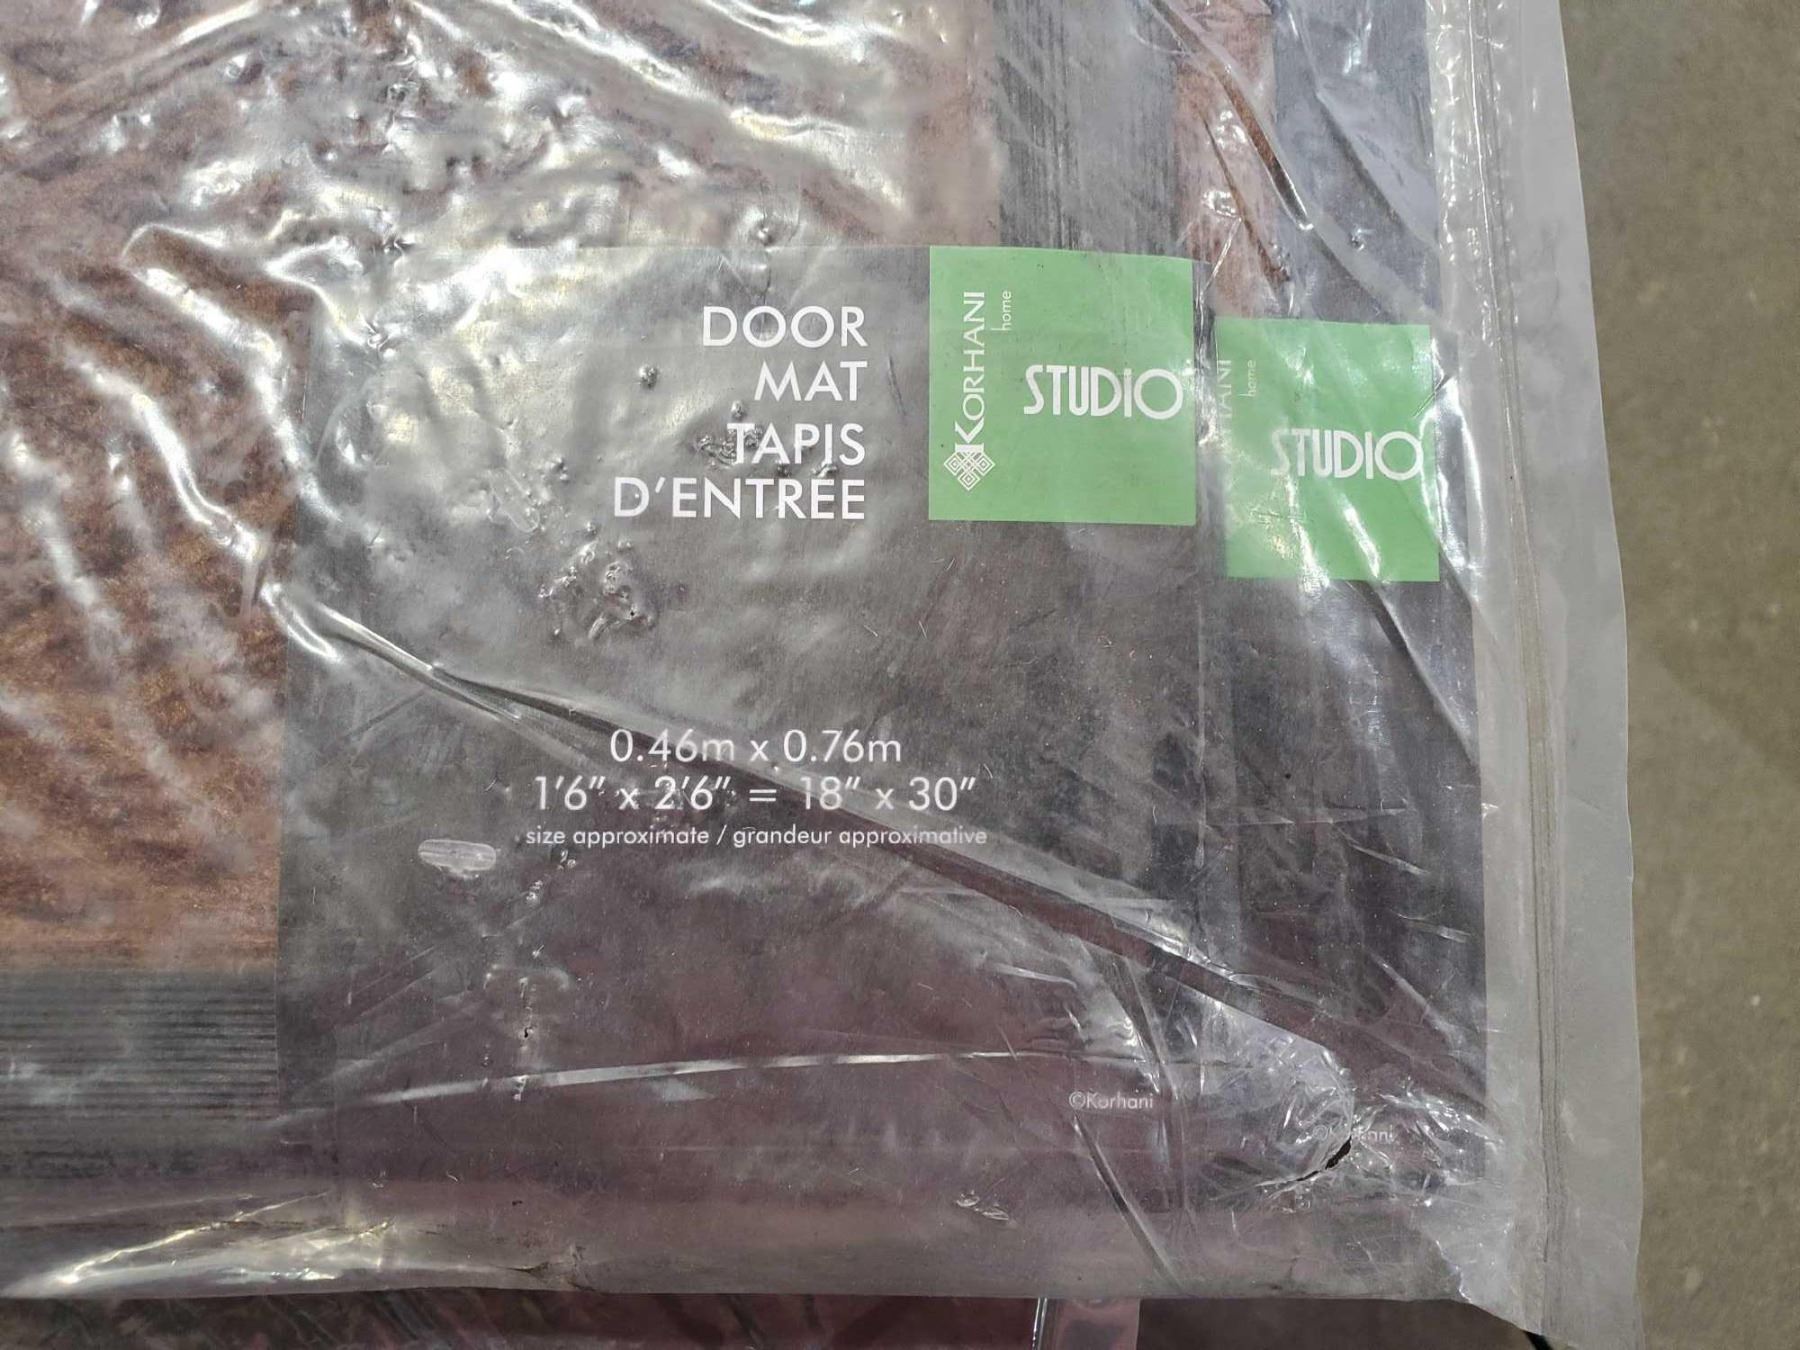 DOOR
MAT
TAPIS
D'ENTRÉE
KORHANI
home
STUDiO
home
STUDIO
0.46m x 0.76m
1'6" x 2'6" = 18" x 30"
size approximate / grandeur approximative
©Korhani